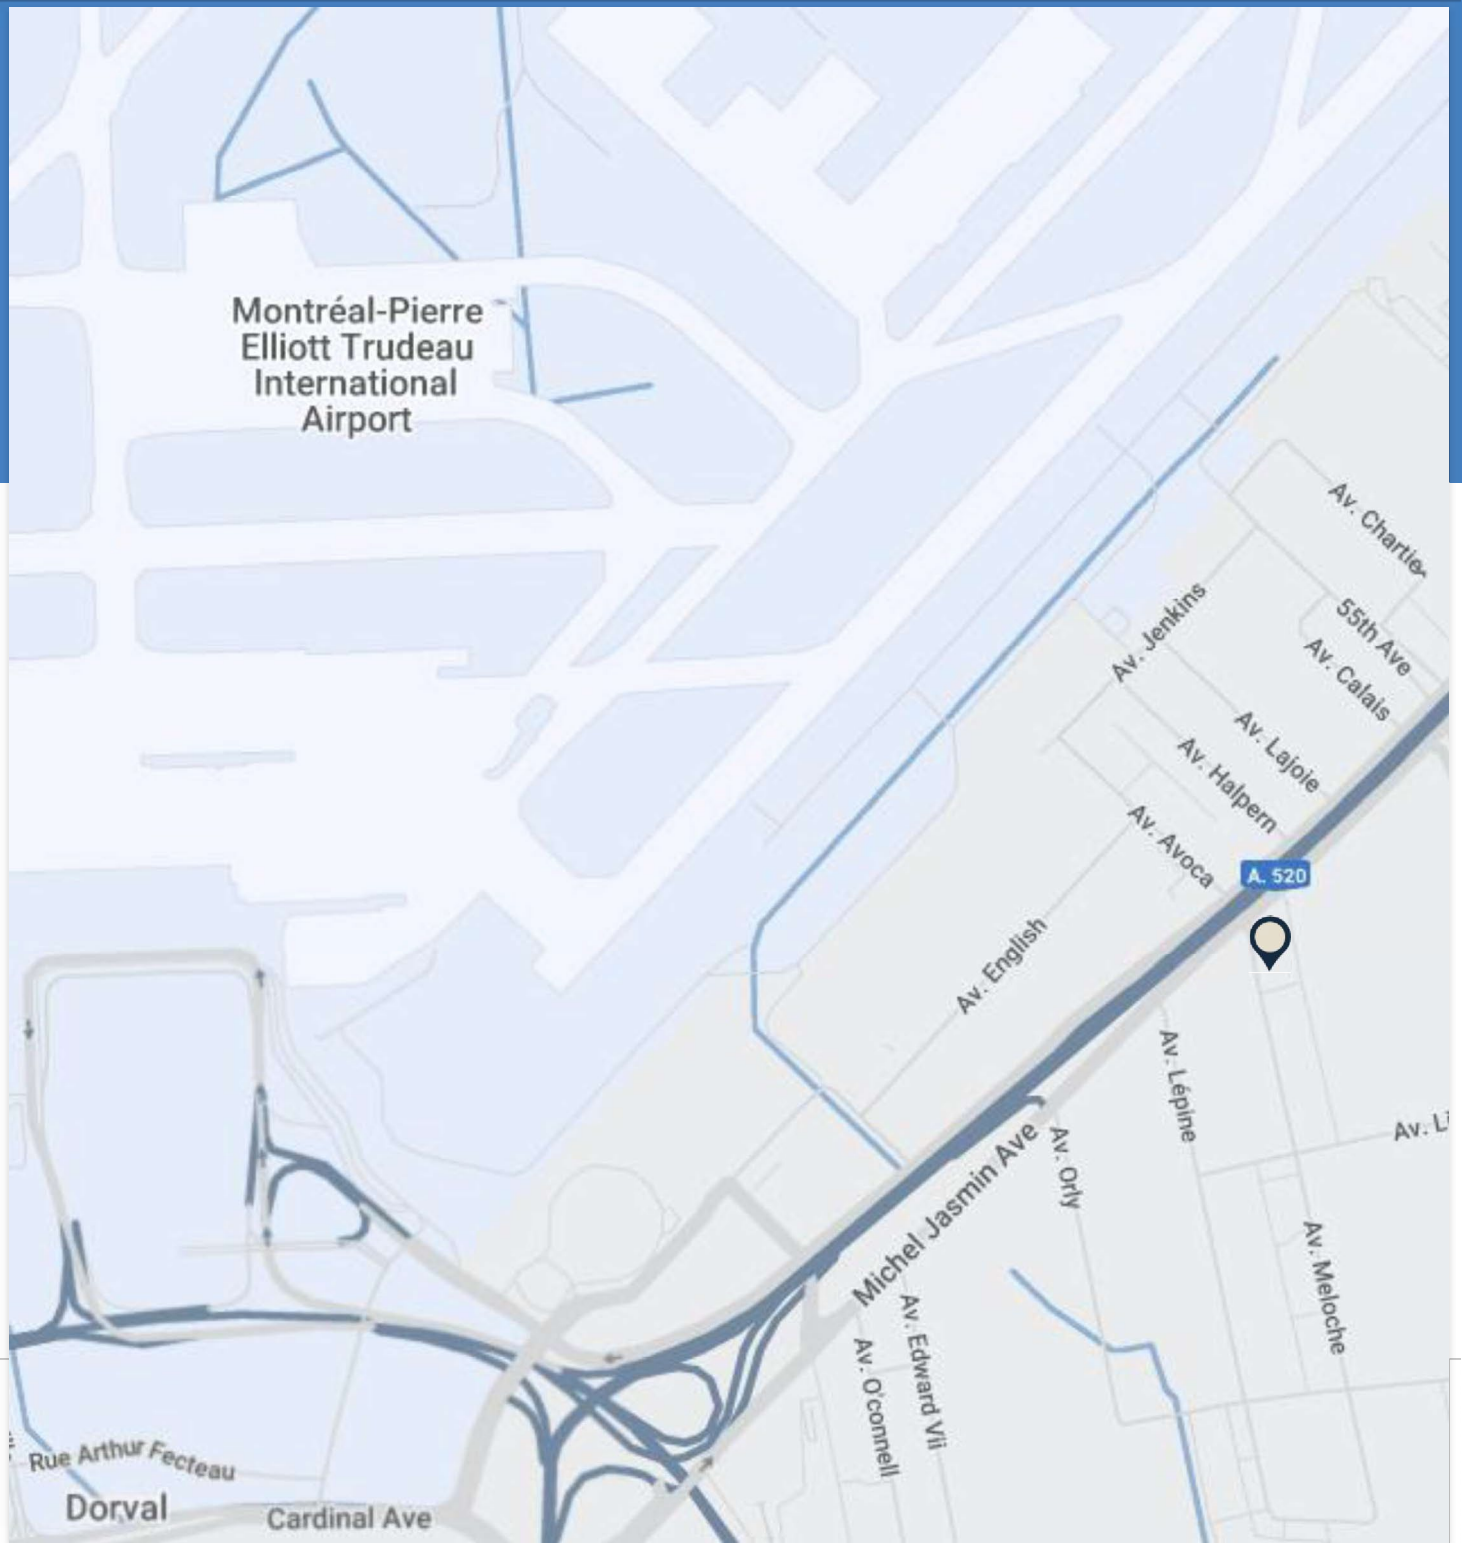 Montréal-Pierre
Elliott Trudeau
International
Airport
Av. Chartier
55th Ave
Av. Jenkins
Av. Calais
Av. Lajoie
Av. Halpern
Av. Avoca
A. 520
Av. English
Av. Lépine
Av. Li
Michel Jasmin Ave
Av. Orly
Av. Meloche
Av. Edward Vii
Av. O'connell
Rue Arthur Fecteau
Dorval
Cardinal Ave